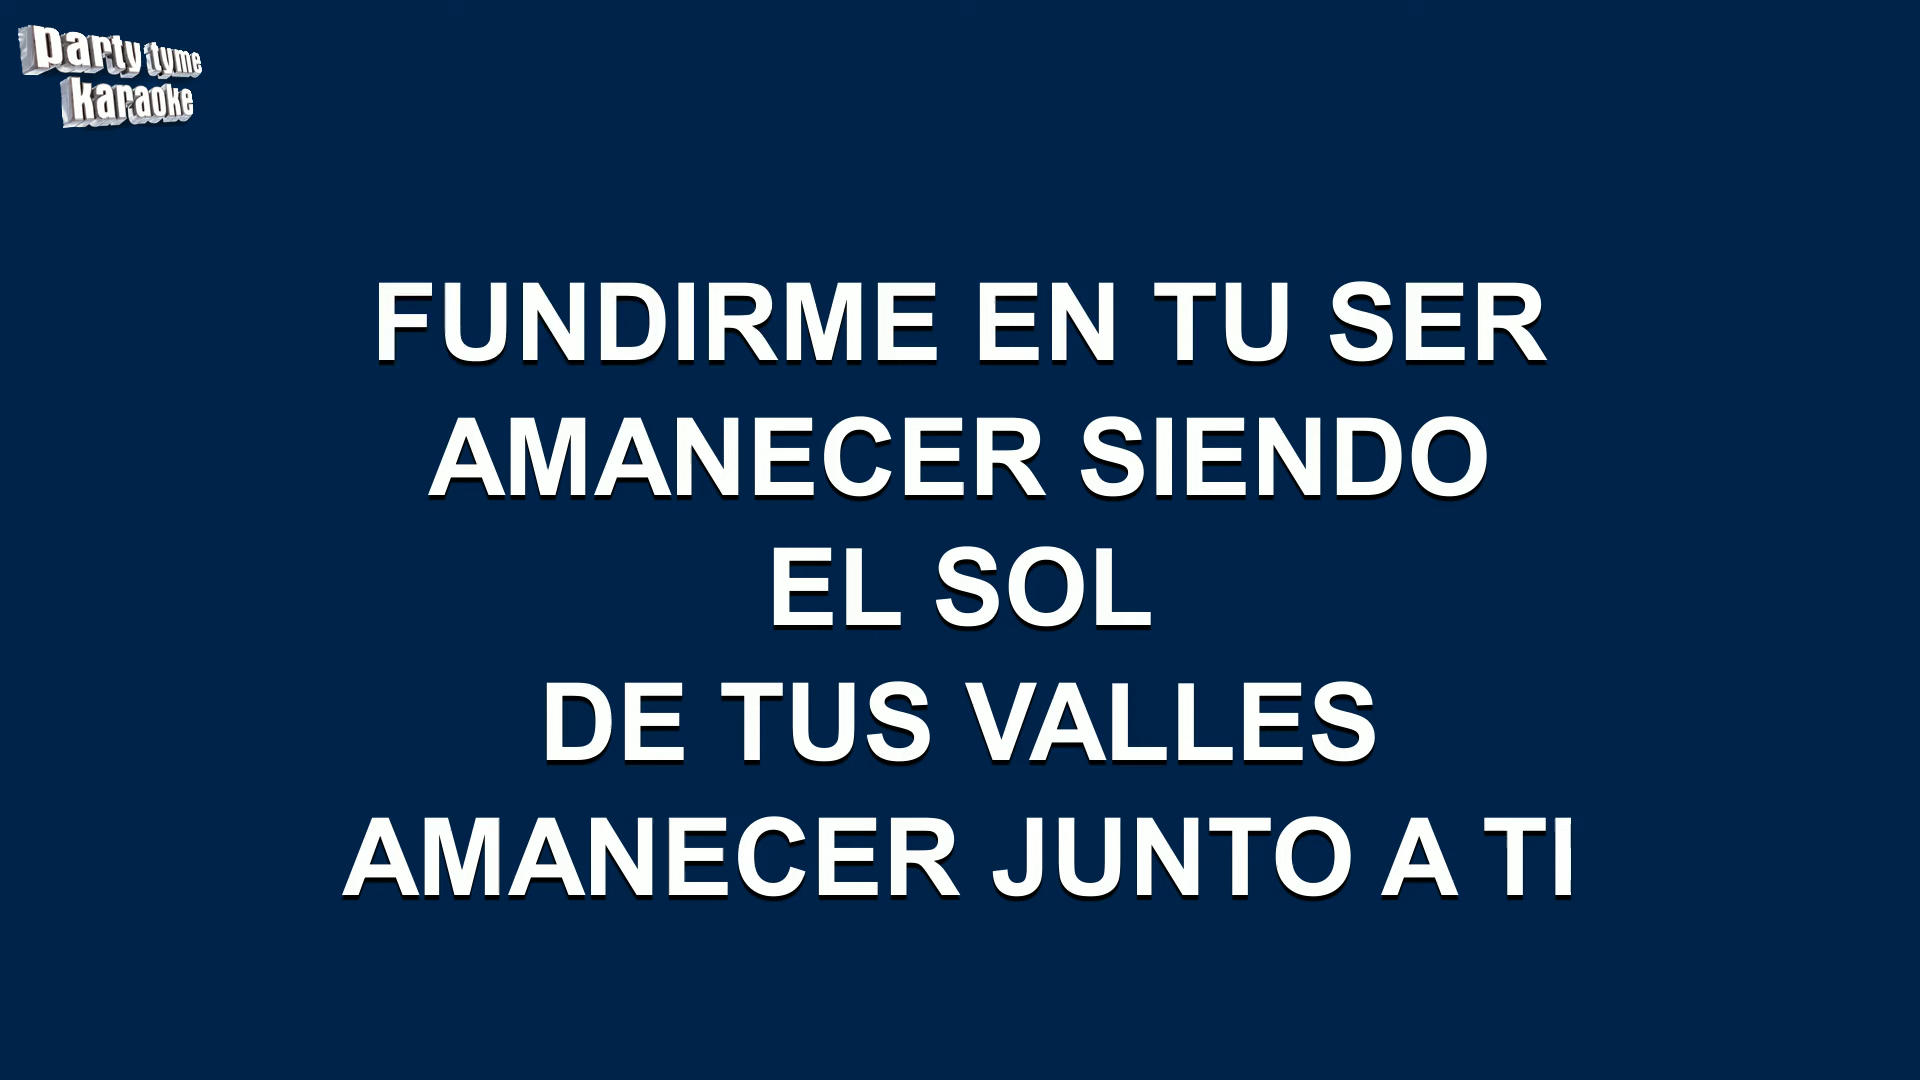 party tyme
karaoke
FUNDIRME EN TU SER
AMANECER SIENDO
EL SOL
DE TUS VALLES
AMANECER JUNTO A TI